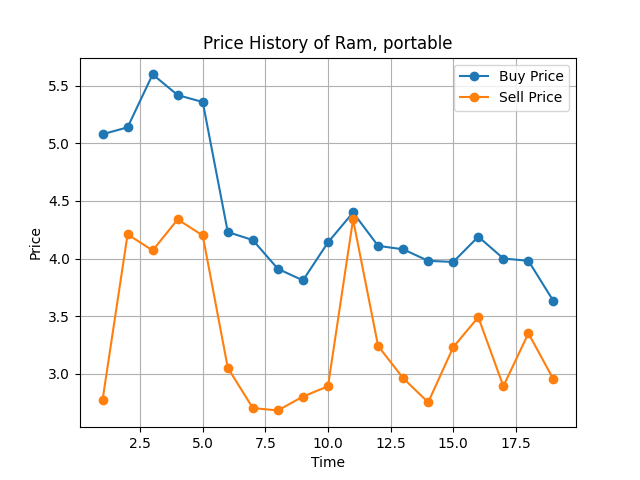 Price History of Ram, portable
Buy Price
Sell Price
Price
5.5
5.0
4.5
4.0
3.5
3.0
2.5 5.0 7.5 10.0 12.5 15.0 17.5
Time